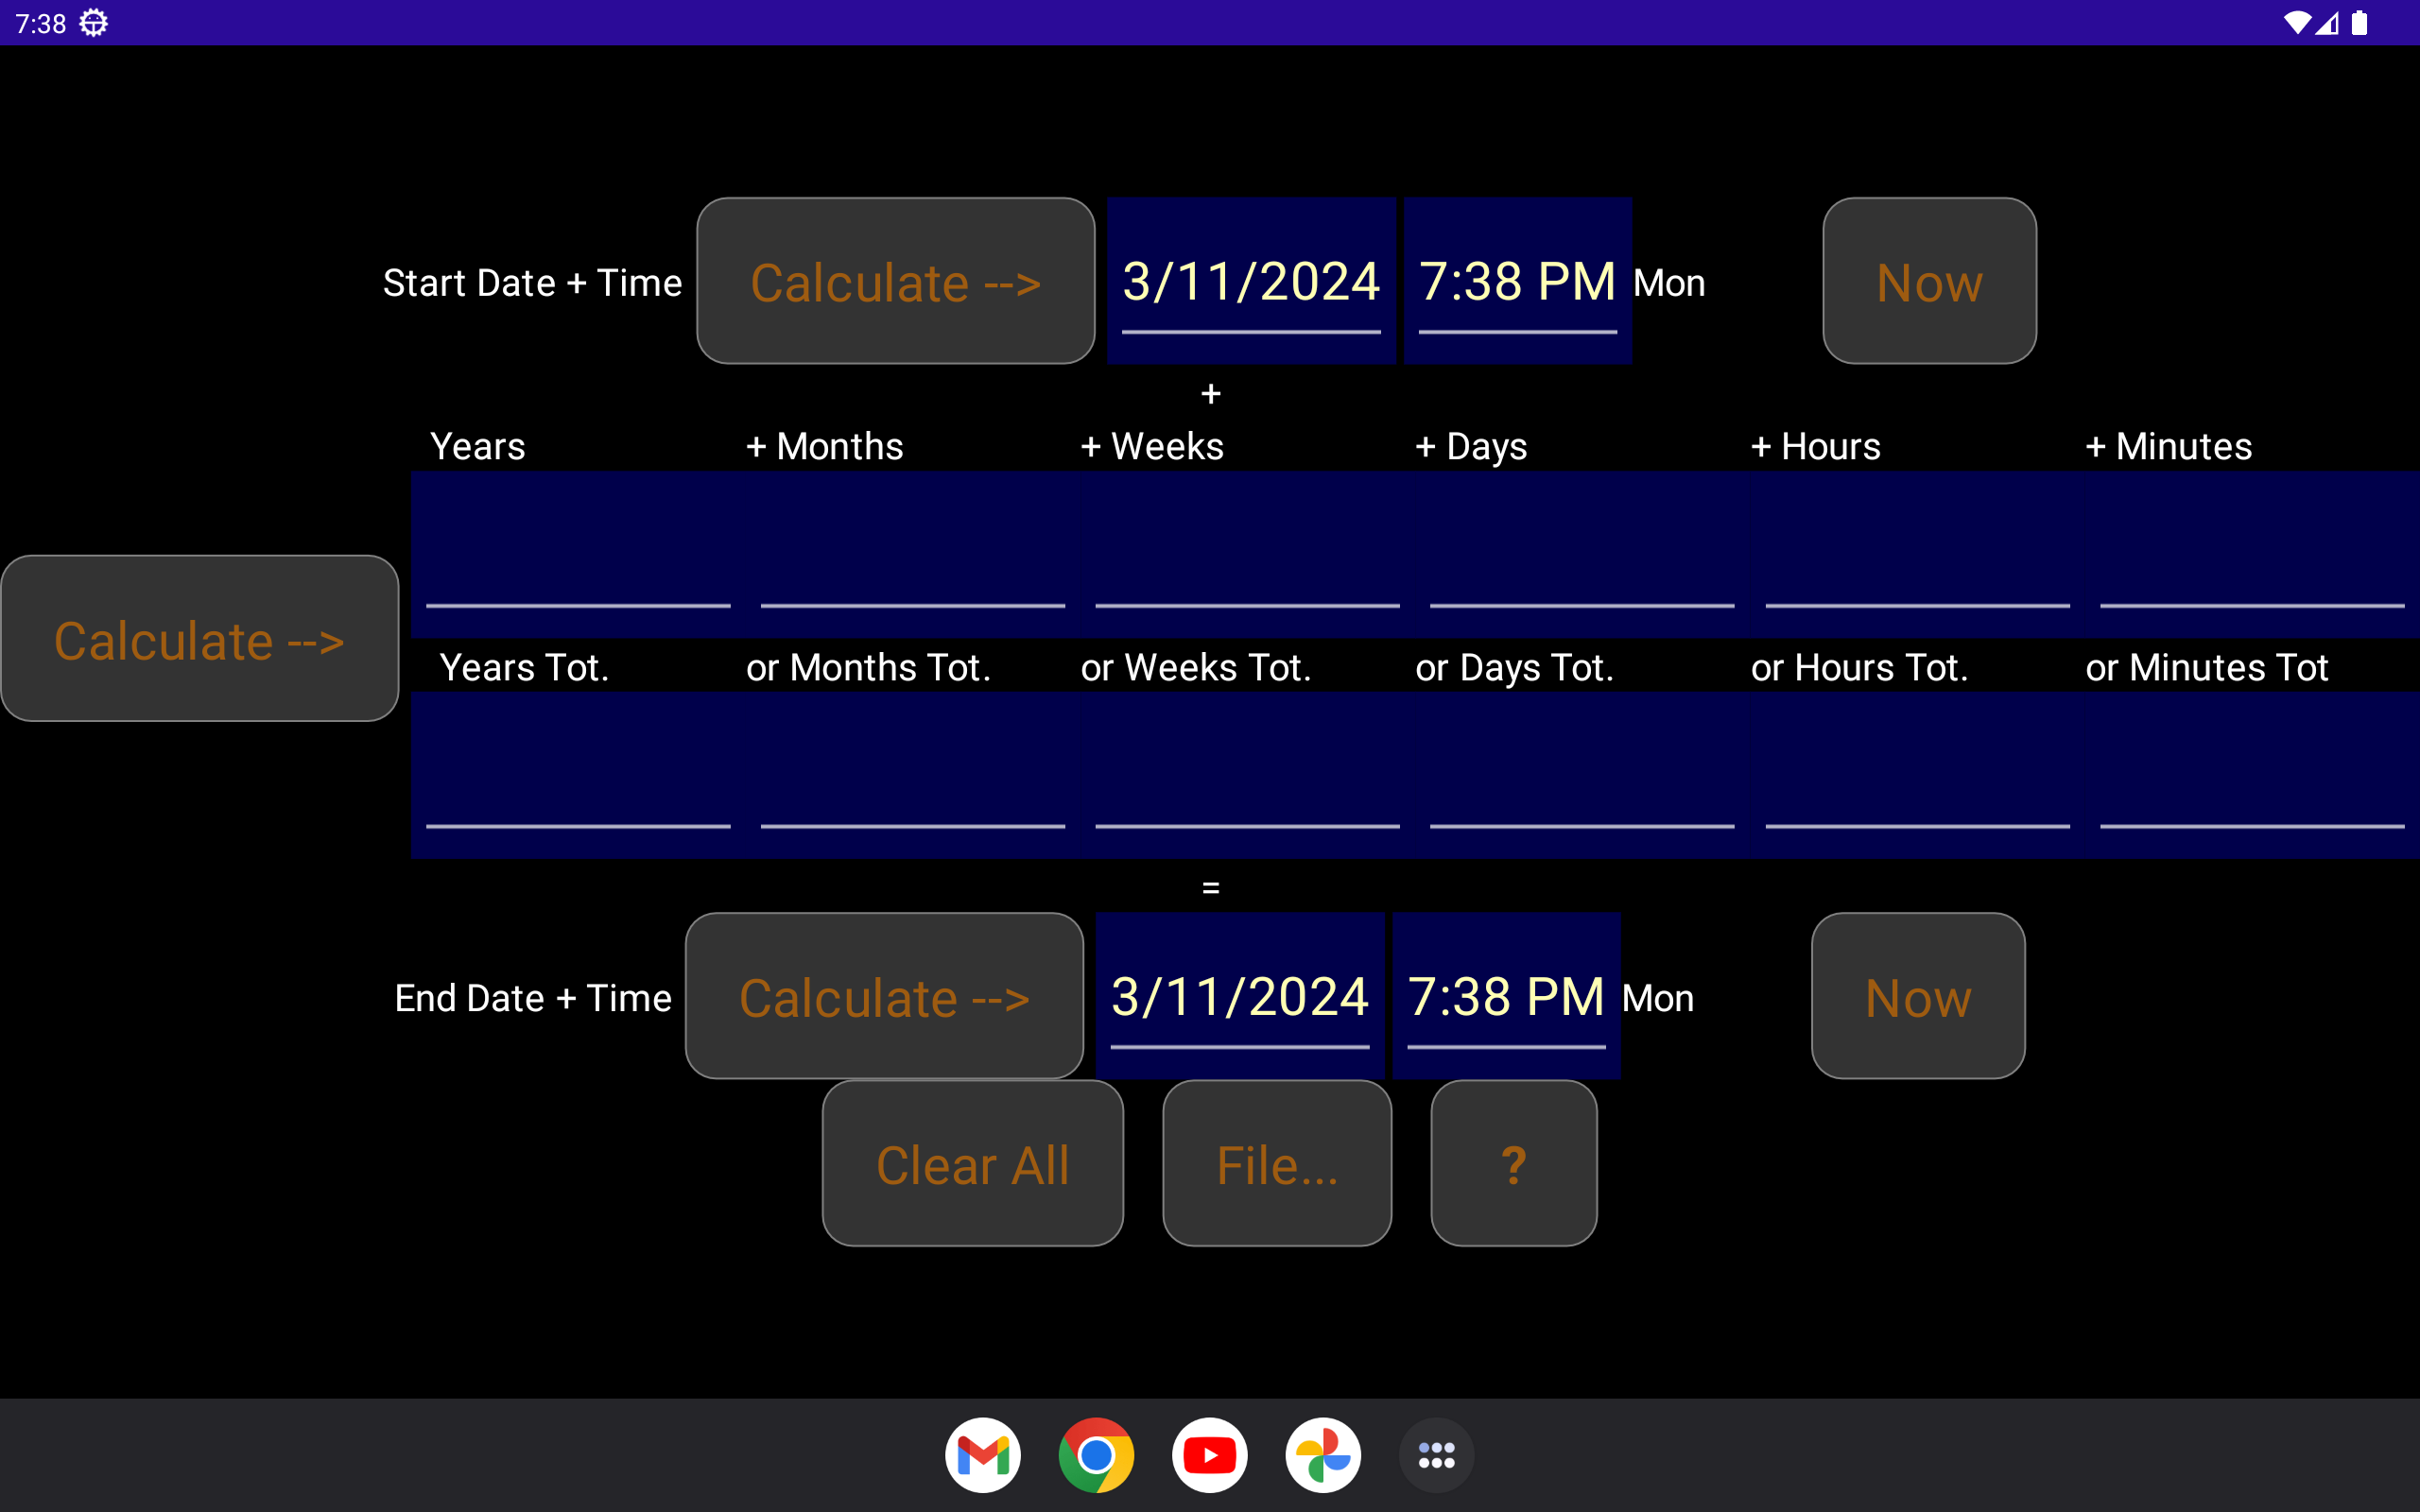 7:38
Start Date + Time Calculate --> 3/11/2024 7:38 PM Mon Now
+
Years + Months + Weeks + Days + Hours + Minutes
Calculate -->
Years Tot. or Months Tot. or Weeks Tot. or Days Tot. or Hours Tot. or Minutes Tot
=
End Date + Time Calculate --> 3/11/2024 7:38 PM Mon Now
Clear All File... ?